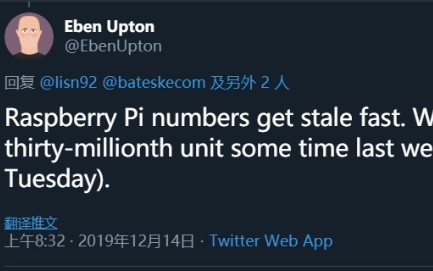 Eben Upton
@EbenUpton
回复 @lisn92 @bateskecom 及另外 2 人
Raspberry Pi numbers get stale fast. W
thirty-millionth unit some time last we
Tuesday).
翻译推文
上午8:32 · 2019年12月14日 · Twitter Web App